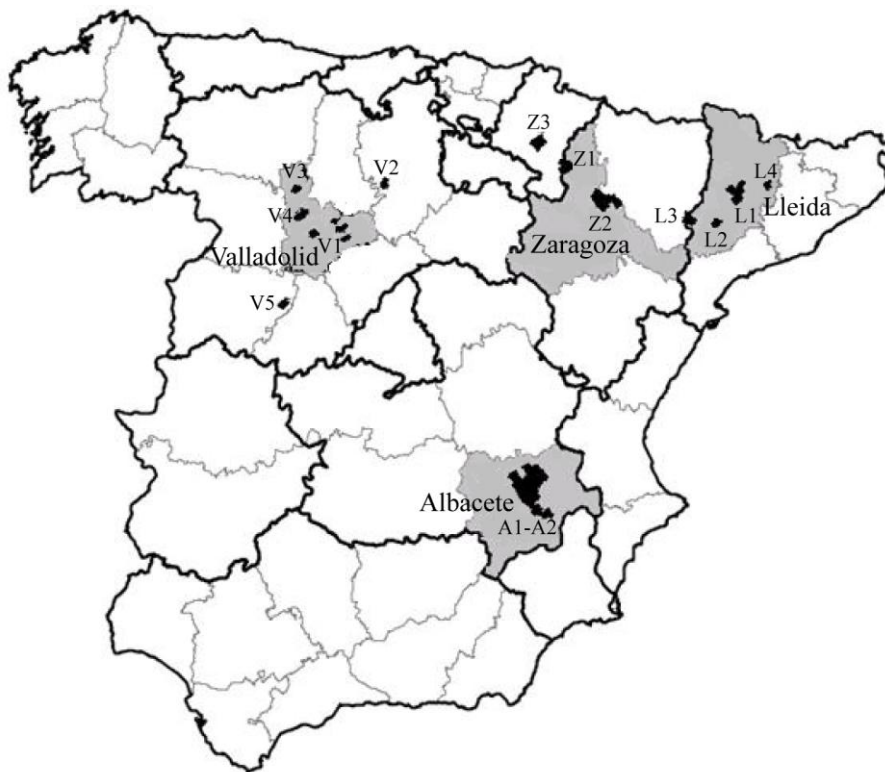 Z3
Z1
V3
V2
L4
V4
Z2
L3
L1
Lleida
V1
L2
Zaragoza
Valladolid
V5
Albacete
A1-A2